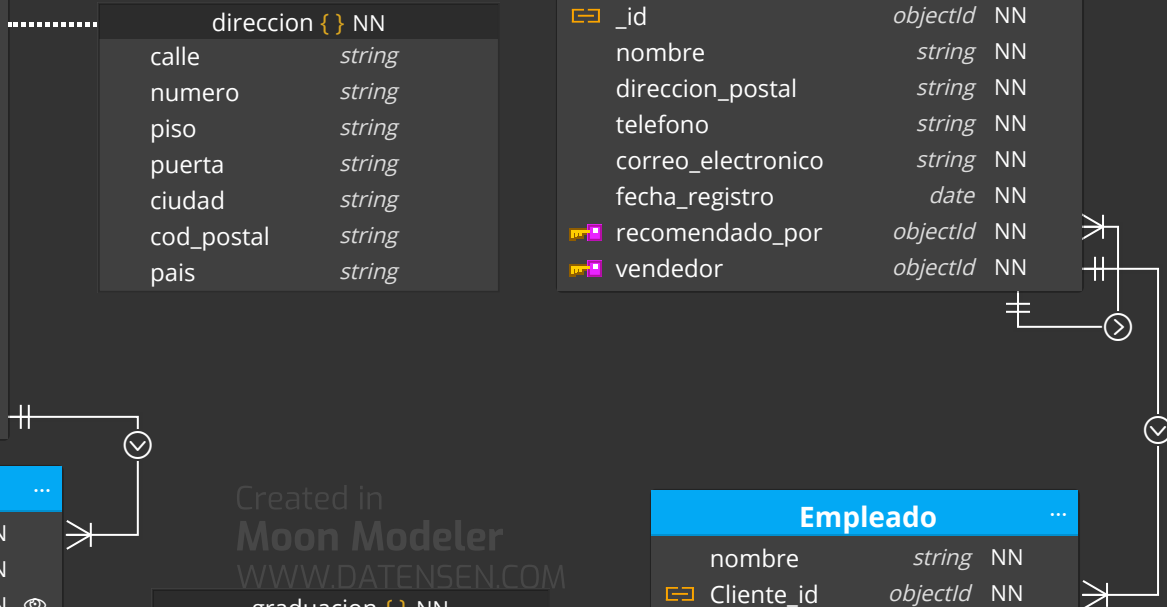 direccion { } NN
calle string
numero string
piso string
puerta string
ciudad string
cod_postal string
pais string
_id objectId NN
nombre string NN
direccion_postal string NN
telefono string NN
correo_electronico string NN
fecha_registro date NN
recomendado_por objectId NN
vendedor objectId NN
...
Created in
Moon Modeler
WWW.DATENSEN.COM
graduacion { } NN
Empleado ...
nombre string NN
Cliente_id objectId NN